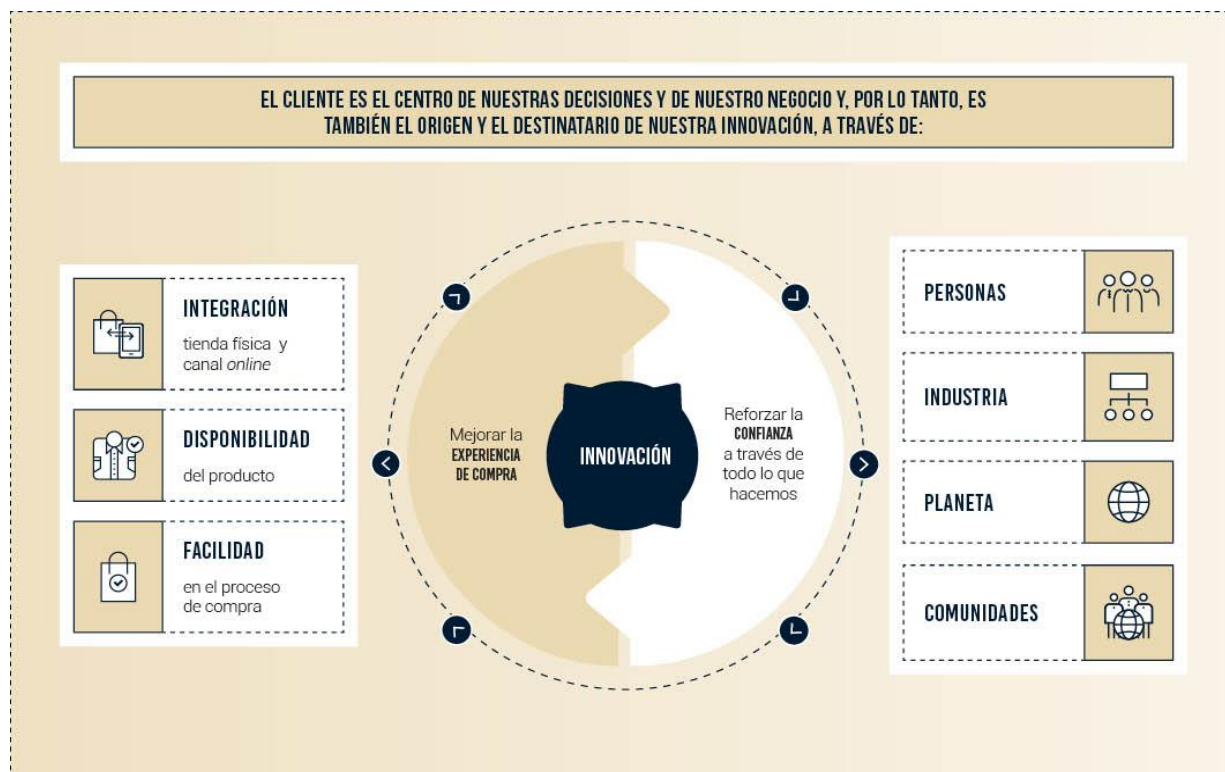 EL CLIENTE ES EL CENTRO DE NUESTRAS DECISIONES Y DE NUESTRO NEGOCIO Y, POR LO TANTO, ES
TAMBIÉN EL ORIGEN Y EL DESTINATARIO DE NUESTRA INNOVACIÓN, A TRAVÉS DE:
INTEGRACIÓN
tienda física y
canal online
DISPONIBILIDAD
del producto
FACILIDAD
en el proceso
de compra
Mejorar la
EXPERIENCIA
DE COMPRA
INNOVACIÓN
Reforzar la
CONFIANZA
a través de
todo lo que
hacemos
PERSONAS
INDUSTRIA
PLANETA
COMUNIDADES